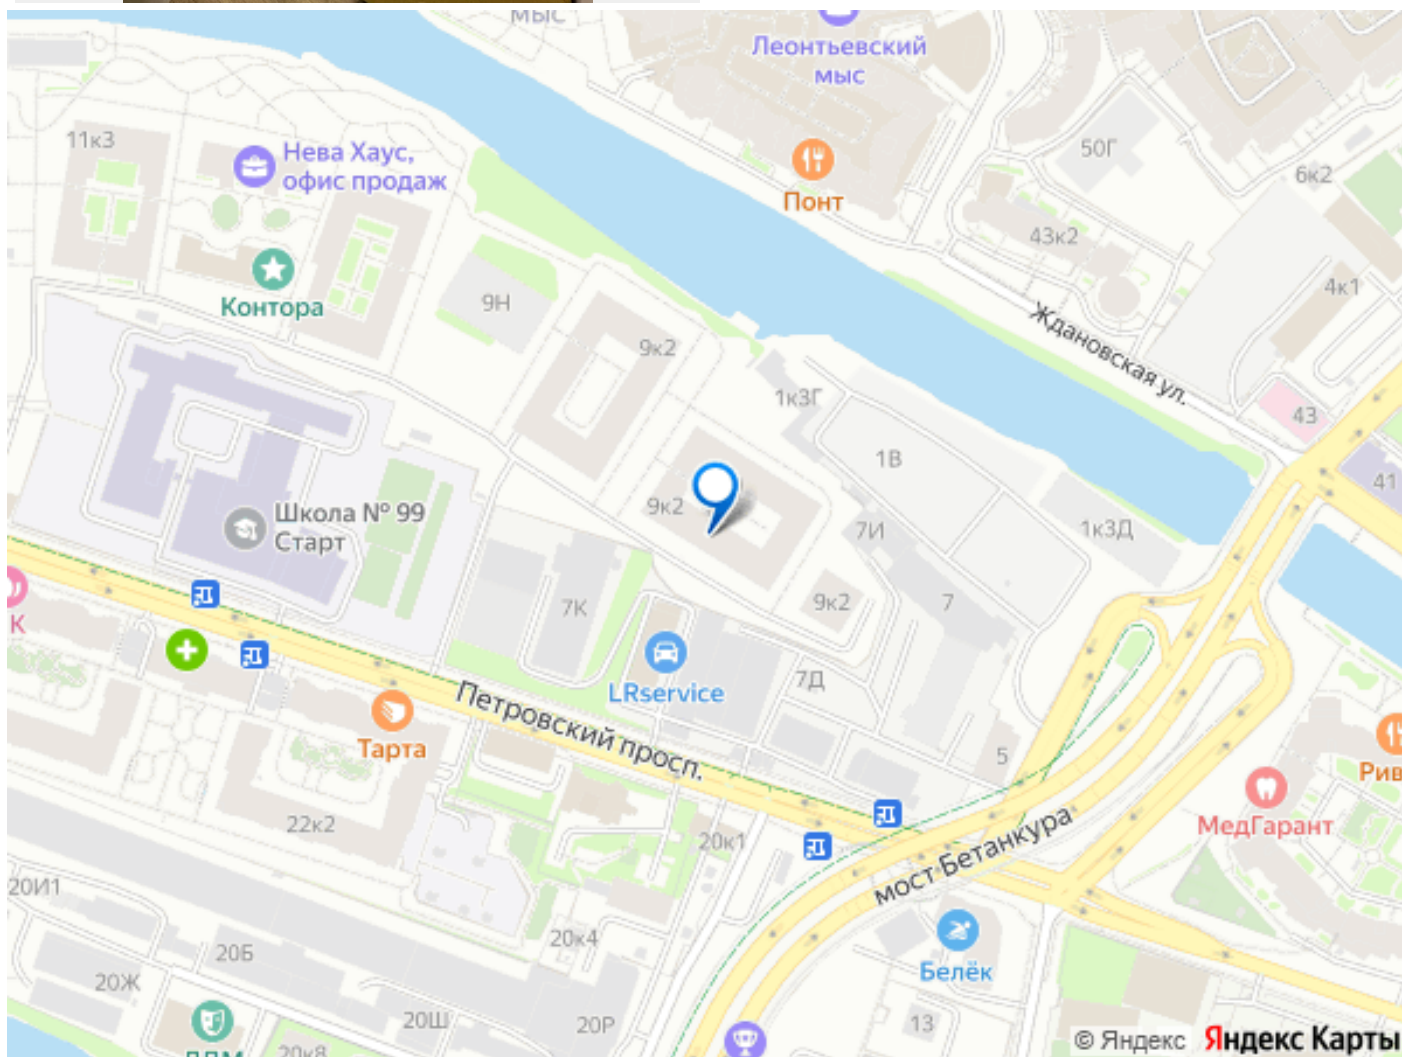 мыс
Леонтьевский
мыс
11к3
Нева Хаус,
офис продаж
50Г
6к2
Понт
43к2
Контора
9Н
4к1
Ждановская ул.
9к2
1к3Г
43
1В
41
Школа № 99
Старт
9к2
7И
1к3Д
К
7К
9к2
7
LRservice
7Д
Петровский просп.
Тарта
5
Рив
МедГарант
22к2
20к1
мост Бетанкура
20И1
20Б
20к4
Белёк
20Ж
20Ш
20Р
13
ДДМ
20к8
© Яндекс Яндекс Карты